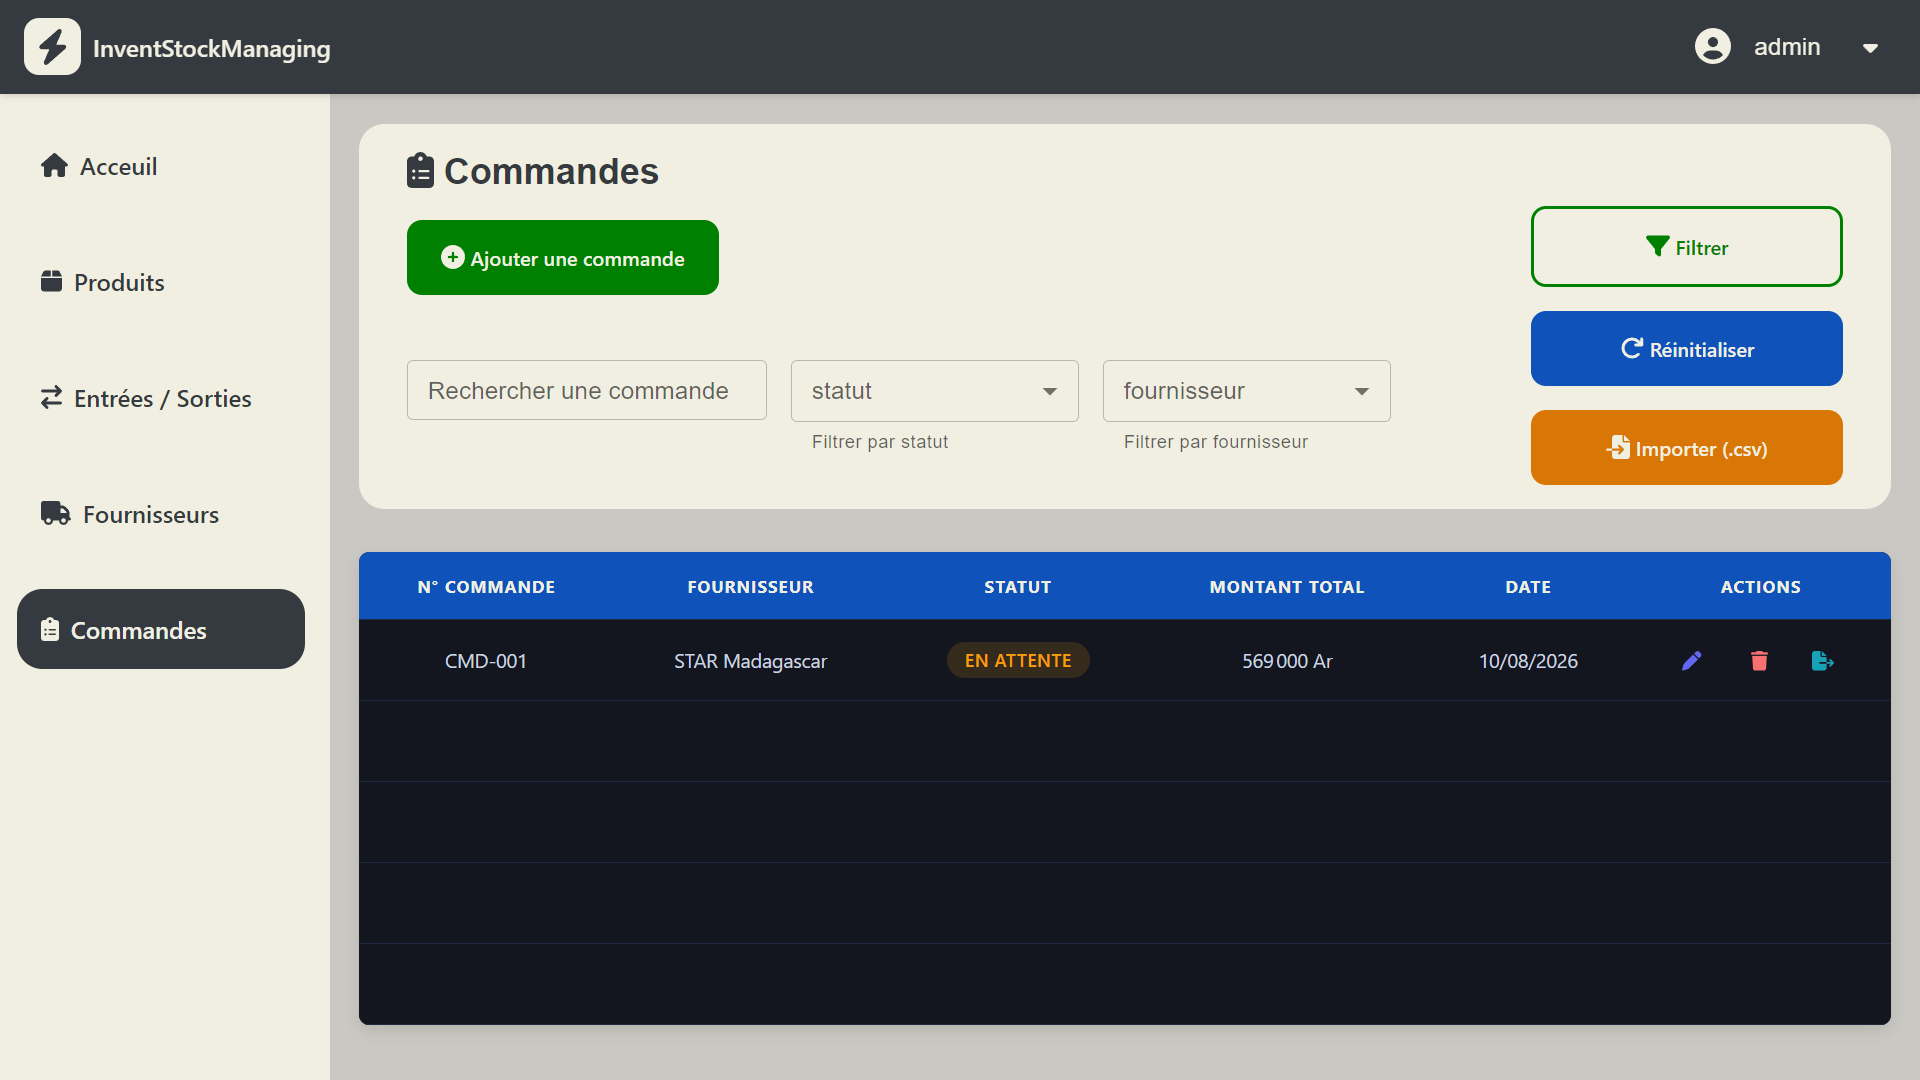 InventStockManaging
admin
Acceuil
Produits
Entrées / Sorties
Fournisseurs
Commandes
Commandes
Ajouter une commande
Filtrer
Réinitialiser
Importer (.csv)
Rechercher une commande
statut
fournisseur
Filtrer par statut
Filtrer par fournisseur
N° COMMANDE FOURNISSEUR STATUT MONTANT TOTAL DATE ACTIONS
CMD-001 STAR Madagascar EN ATTENTE 569 000 Ar 10/08/2026